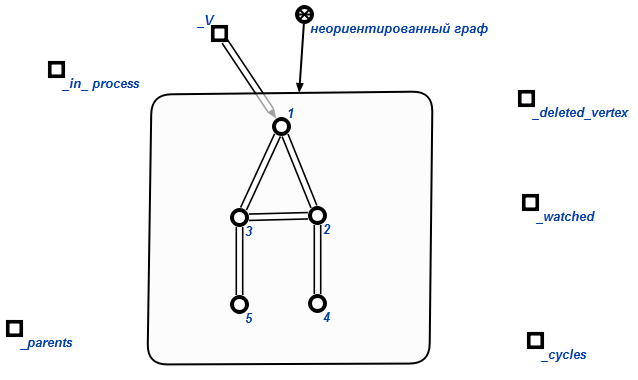 _V
неориентированный граф
_in_ process
_deleted_vertex
1
_watched
3
2
5
4
_parents
_cycles